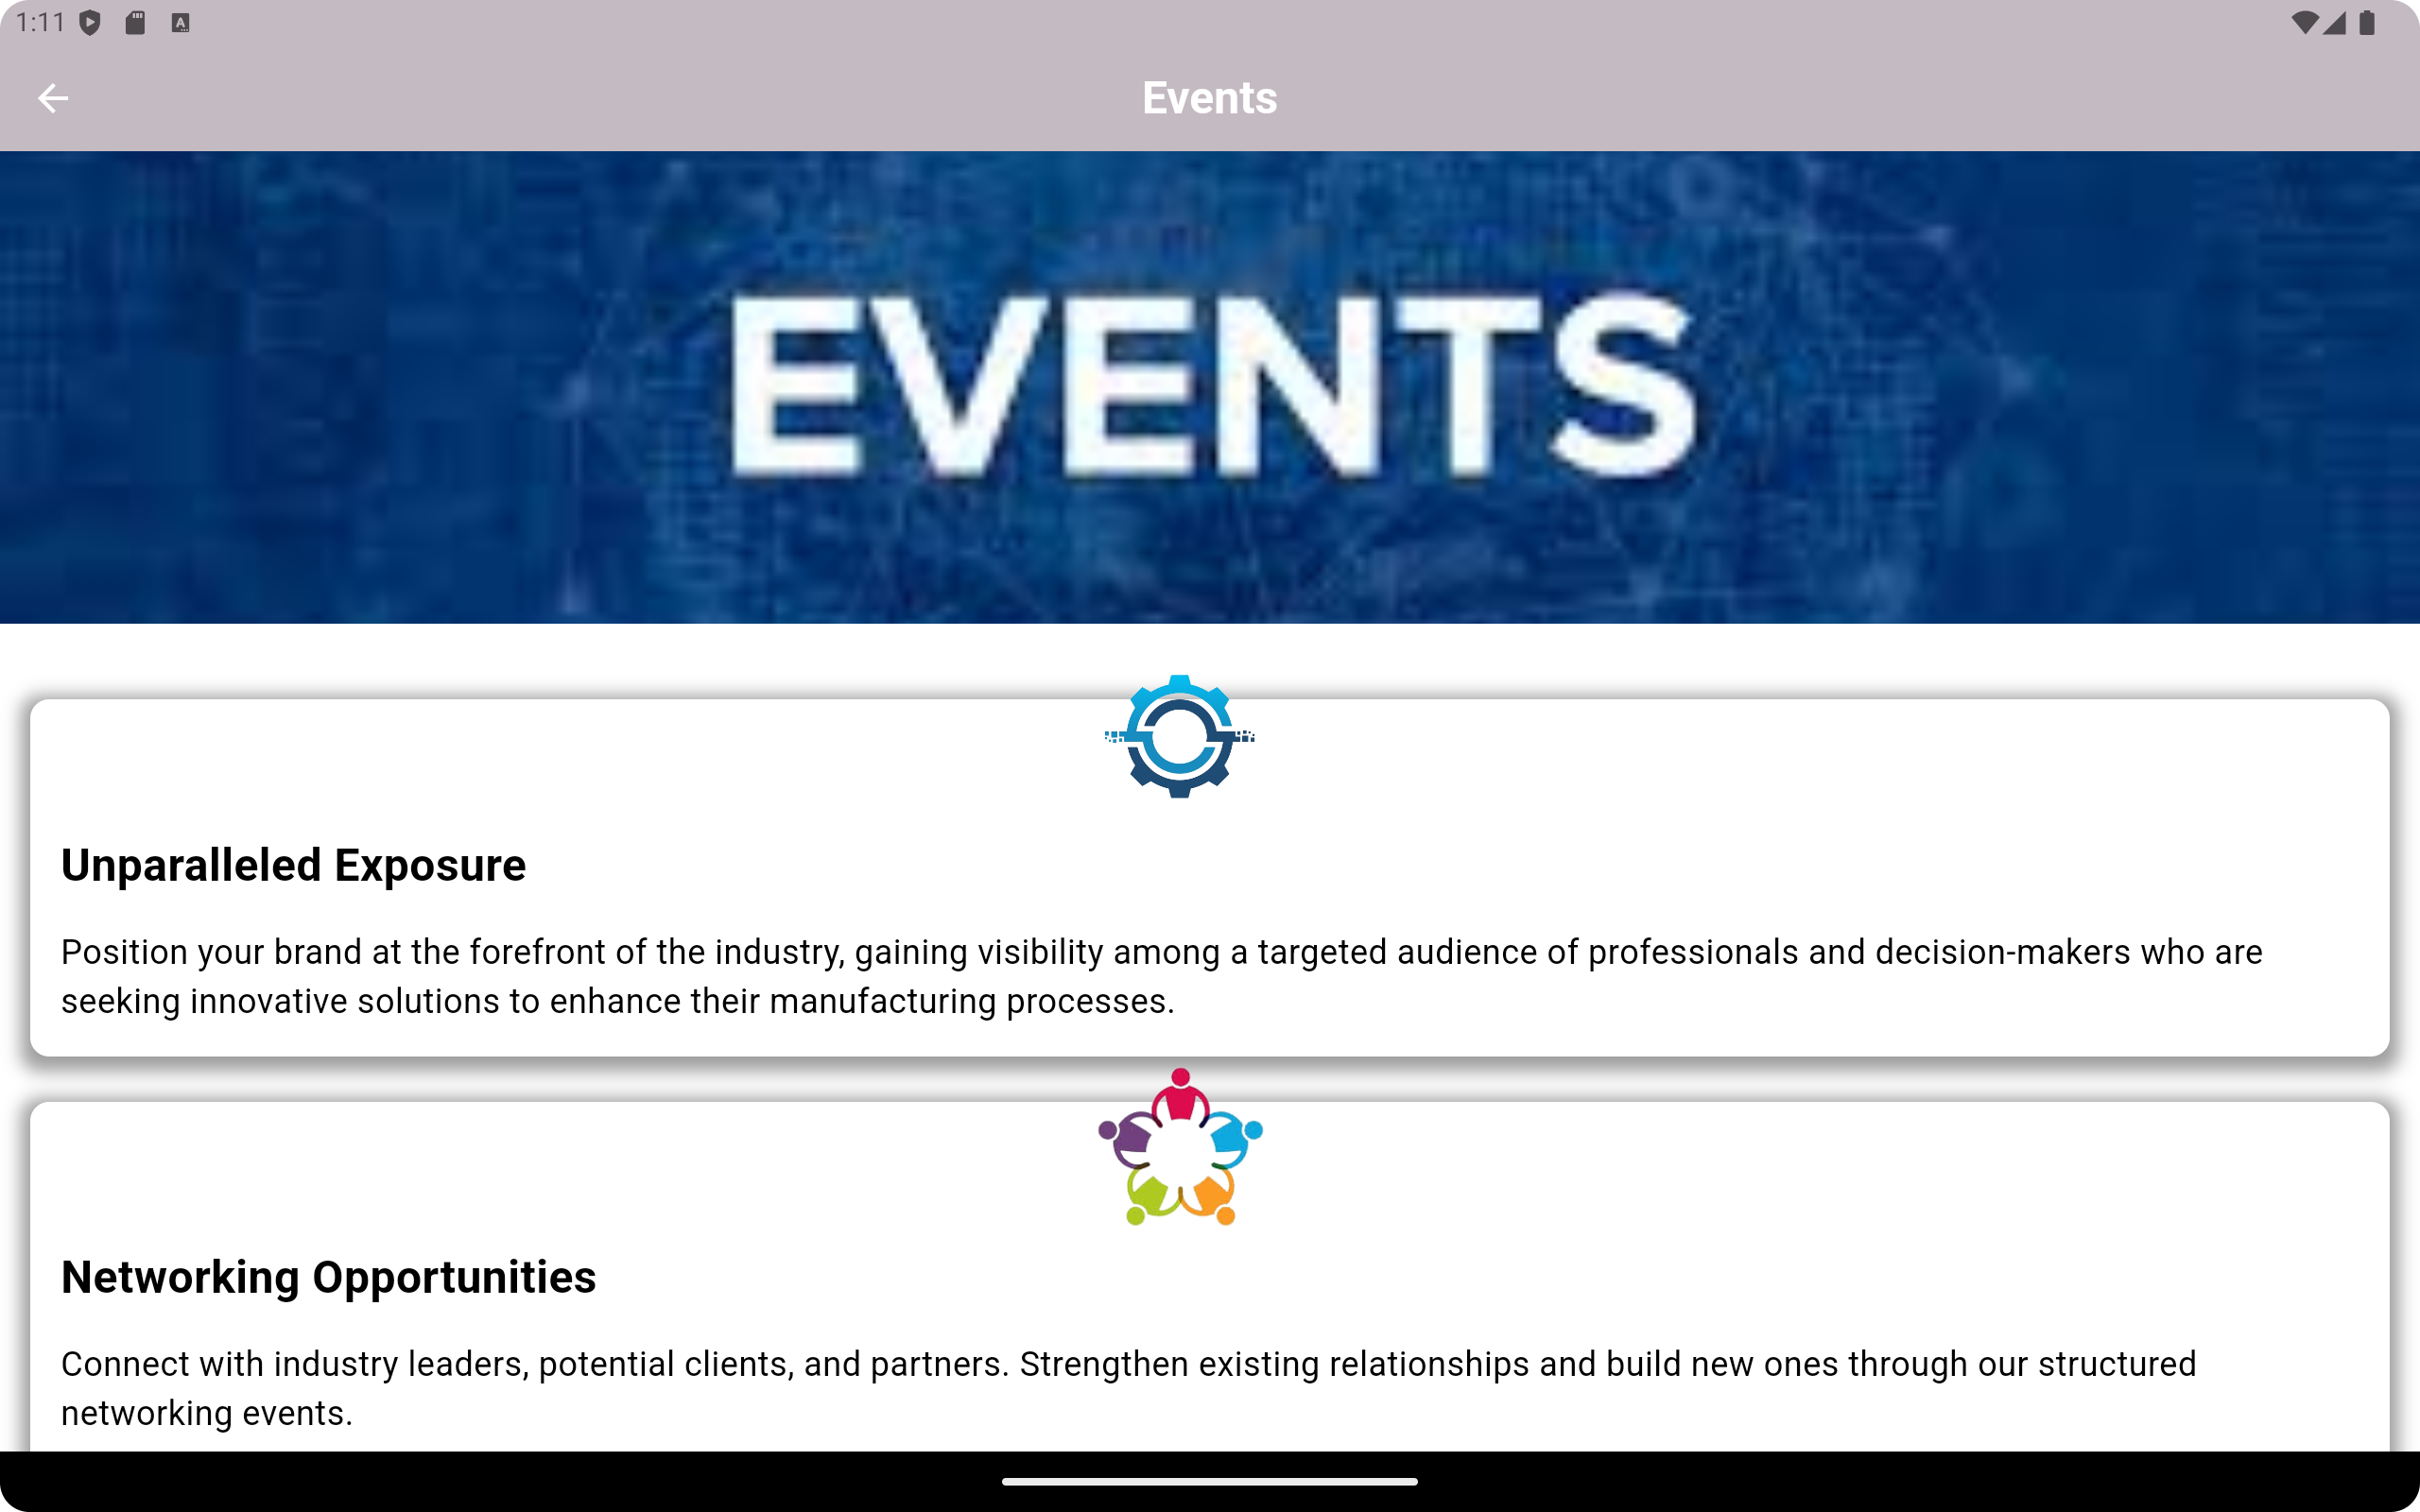 1:11
Events
EVENTS
Unparalleled Exposure
Position your brand at the forefront of the industry, gaining visibility among a targeted audience of professionals and decision-makers who are
seeking innovative solutions to enhance their manufacturing processes.
Networking Opportunities
Connect with industry leaders, potential clients, and partners. Strengthen existing relationships and build new ones through our structured
networking events.